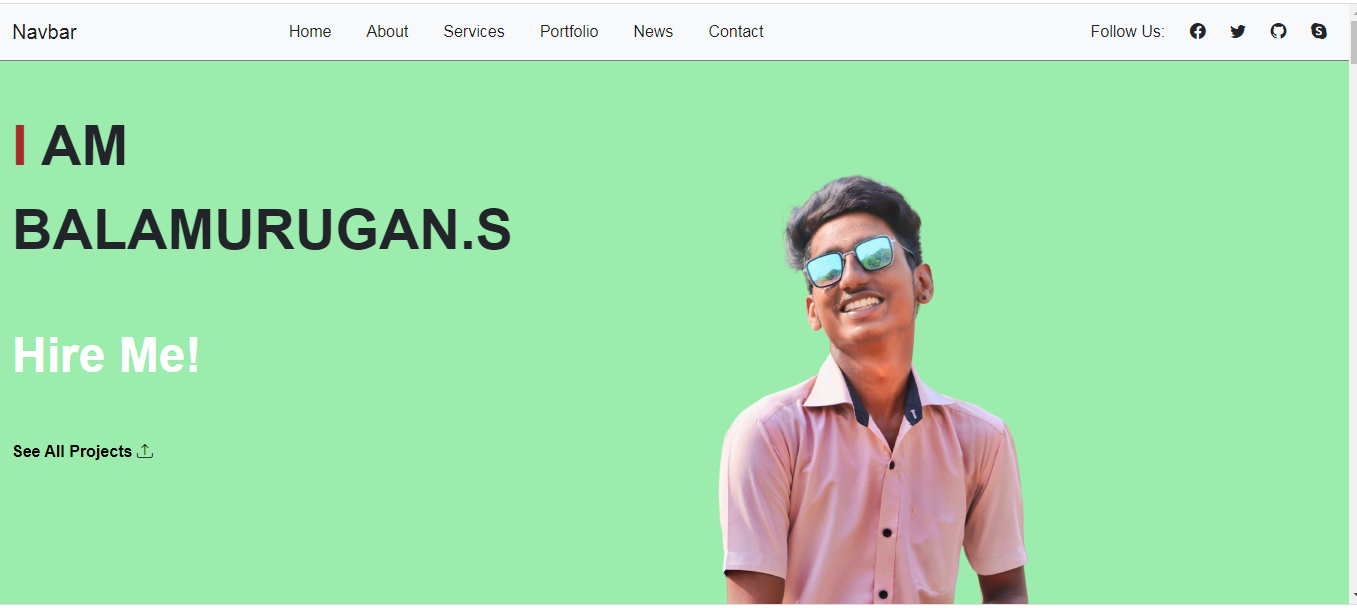 Navbar Home About Services Portfolio News Contact Follow Us:
I AM
BALAMURUGAN.S
Hire Me!
See All Projects